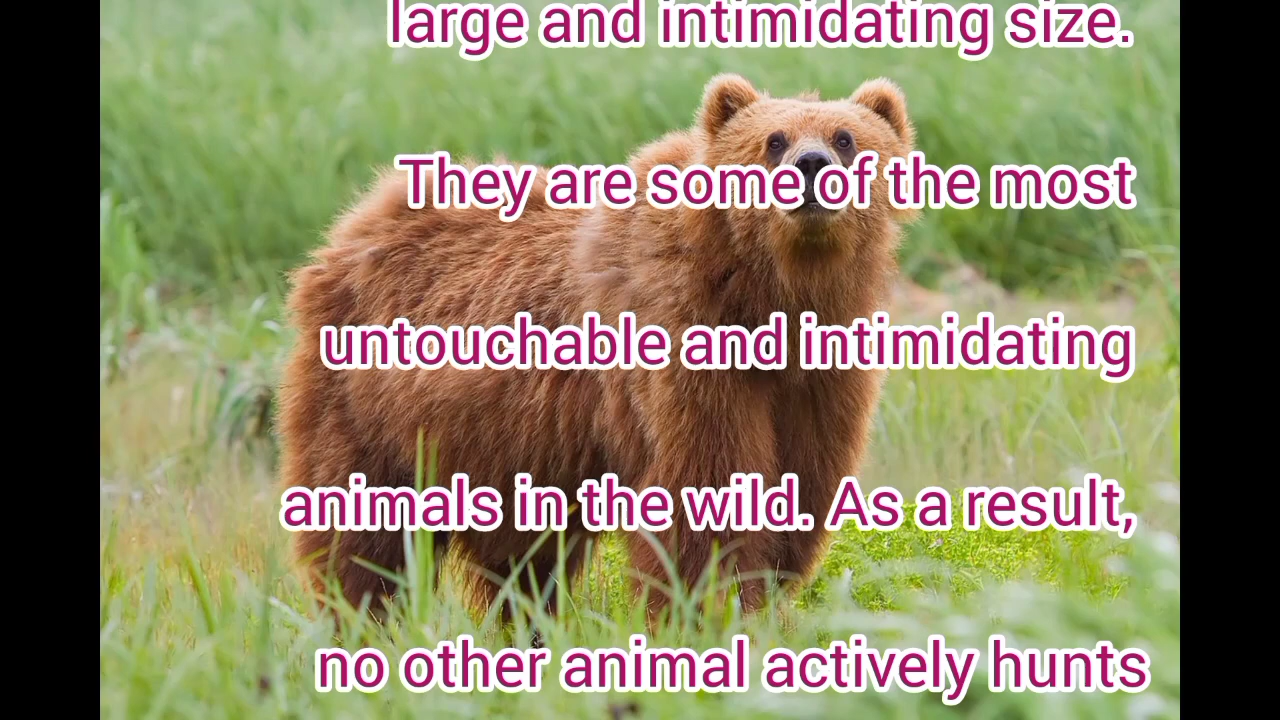 large and intimidating size.
They are some of the most
untouchable and intimidating
animals in the wild. As a result,
no other animal actively hunts